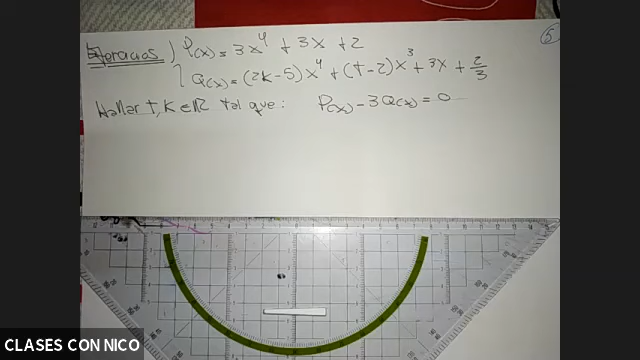 Ejercicios ) P(x) = 3x⁴ + 3x + 2
Q(x) = (2k-5)x⁴ + (t-2)x³ + 3x + 2/3
Hallar t, k ∈ ℝ tal que: P(x) - 3Q(x) = 0
5
CLASES CON NICO